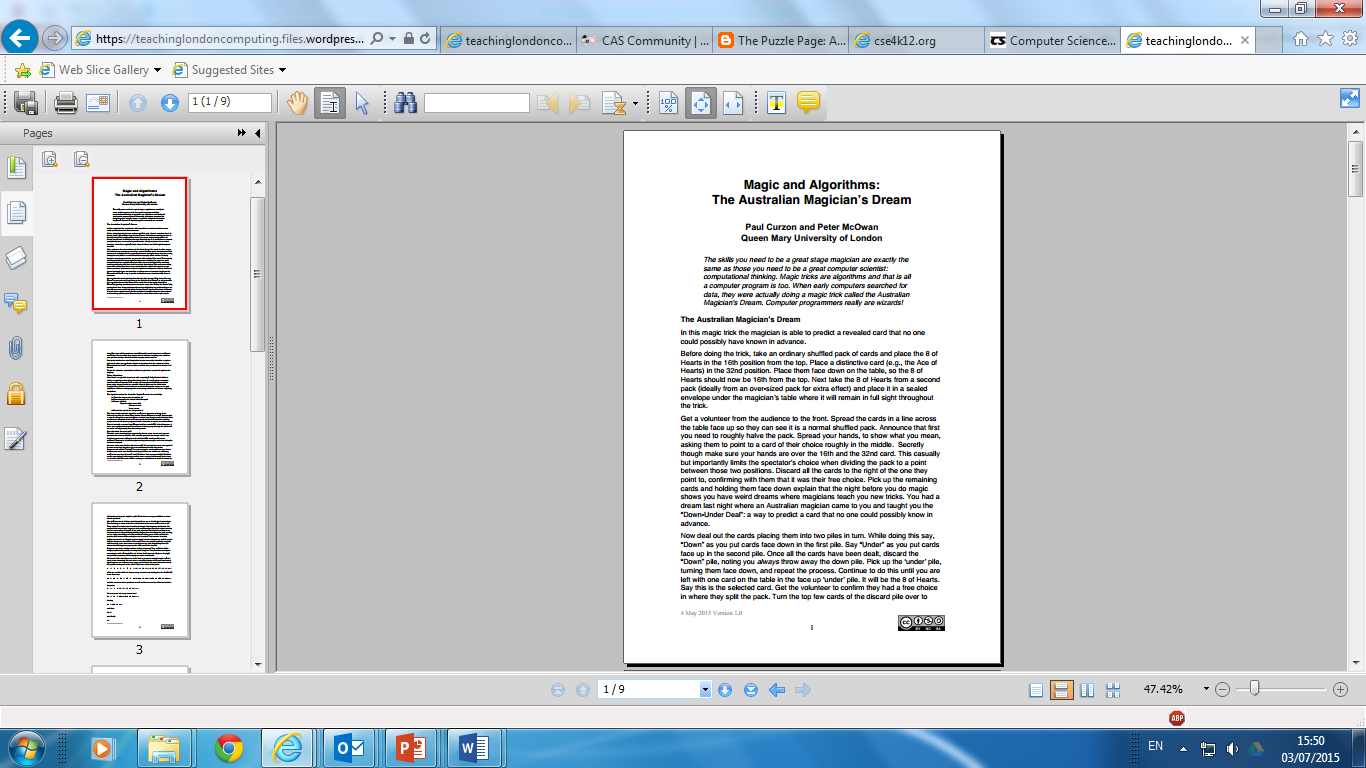 https://teachinglondoncomputing.files.wordpres...
teachinglondonco...
CAS Community | ...
The Puzzle Page: A...
cse4k12.org
Computer Science...
teachinglondo...
Web Slice Gallery
Suggested Sites
1 (1 / 9)
Pages
1
2
3
Magic and Algorithms:
The Australian Magician's Dream
Paul Curzon and Peter McOwan
Queen Mary University of London
The skills you need to be a great stage magician are exactly the
same as those you need to be a great computer scientist:
computational thinking. Magic tricks are algorithms and that is all
a computer program is too. When early computers searched for
data, they were actually doing a magic trick called the Australian
Magician's Dream. Computer programmers really are wizards!
The Australian Magician's Dream
In this magic trick the magician is able to predict a revealed card that no one
could possibly have known in advance.
Before doing the trick, take an ordinary shuffled pack of cards and place the 8 of
Hearts in the 16th position from the top. Place a distinctive card (e.g., the Ace of
Hearts) in the 32nd position. Place them face down on the table, so the 8 of
Hearts should now be 16th from the top. Next take the 8 of Hearts from a second
pack (ideally from an over-sized pack for extra effect) and place it in a sealed
envelope under the magician's table where it will remain in full sight throughout
the trick.
Get a volunteer from the audience to the front. Spread the cards in a line across
the table face up so they can see it is a normal shuffled pack. Announce that first
you need to roughly halve the pack. Spread your hands, to show what you mean,
asking them to point to a card of their choice roughly in the middle. Secretly
though make sure your hands are over the 16th and the 32nd card. This casually
but importantly limits the spectator's choice when dividing the pack to a point
between those two positions. Discard all the cards to the right of the one they
point to, confirming with them that it was their free choice. Pick up the remaining
cards and holding them face down explain that the night before you do magic
shows you have weird dreams where magicians teach you new tricks. You had a
dream last night where an Australian magician came to you and taught you the
"Down-Under Deal": a way to predict a card that no one could possibly know in
advance.
Now deal out the cards placing them into two piles in turn. While doing this say,
"Down" as you put cards face down in the first pile. Say "Under" as you put cards
face up in the second pile. Once all the cards have been dealt, discard the
"Down" pile, noting you always throw away the down pile. Pick up the 'under' pile,
turning them face down, and repeat the process. Continue to do this until you are
left with one card on the table in the face up 'under' pile. It will be the 8 of Hearts.
Say this is the selected card. Get the volunteer to confirm they had a free choice
in where they split the pack. Turn the top few cards of the discard pile over to
4 May 2015 Version 1.0
1
1 / 9
47.42%
ABP
EN
15:50
03/07/2015